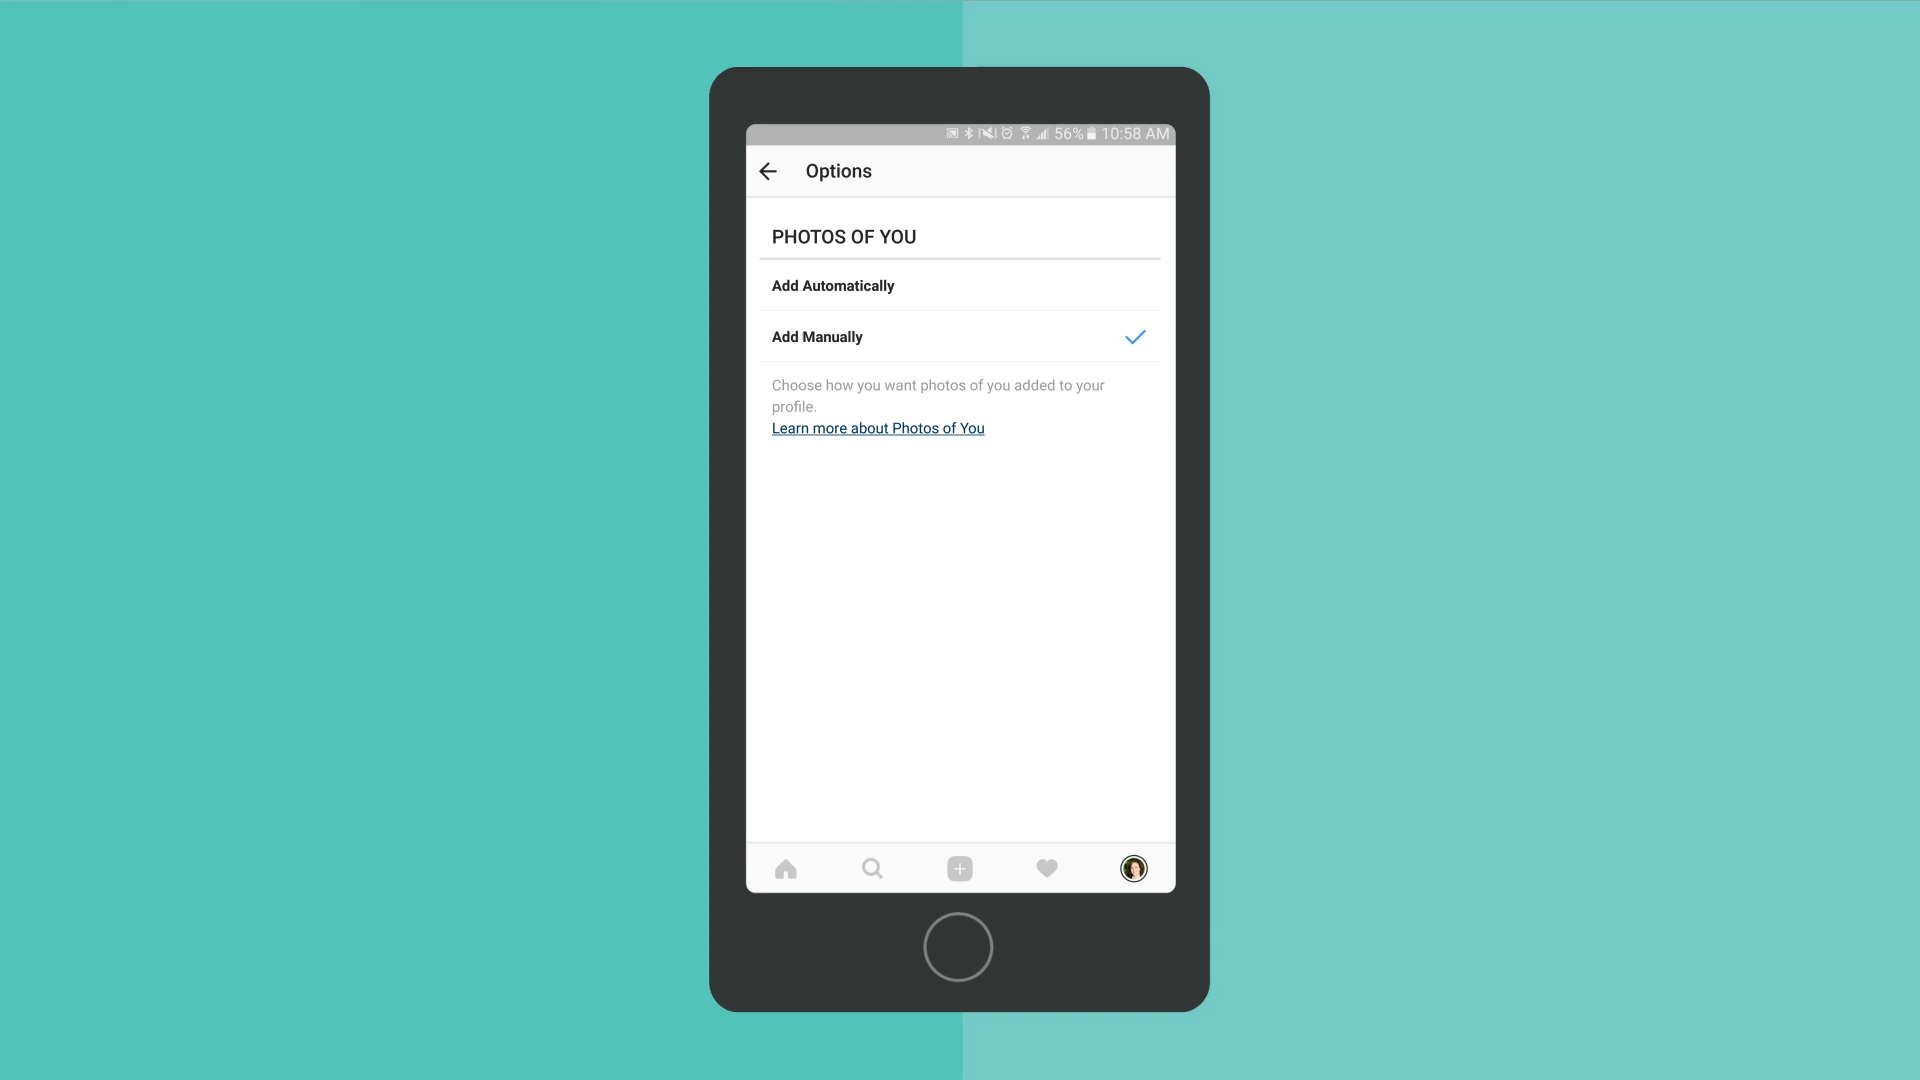 56% 10:58 AM
Options
PHOTOS OF YOU
Add Automatically
Add Manually
Choose how you want photos of you added to your
profile.
Learn more about Photos of You